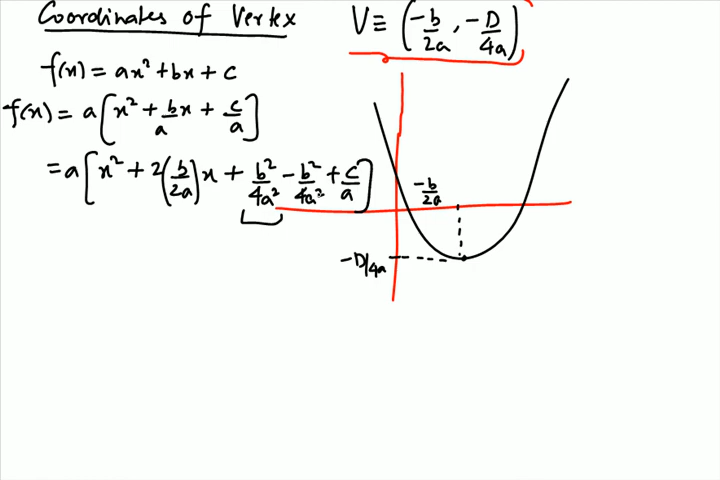 Coordinates of Vertex
V ≡ (-b/2a, -D/4a)
f(x) = ax² + bx + c
f(x) = a[x² + b/a x + c/a]
= a[x² + 2(b/2a)x + b²/4a² - b²/4a² + c/a]
-b/2a
-D/4a